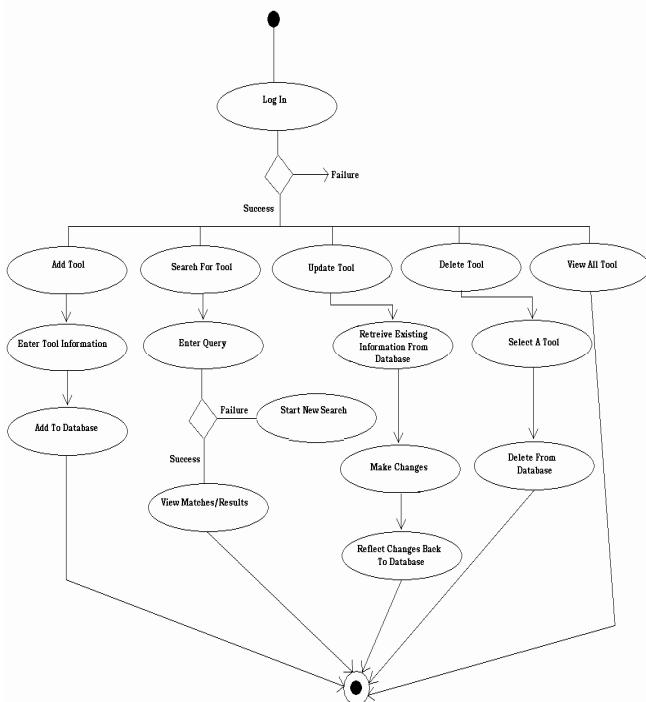 Log In
Failure
Success
Add Tool
Search For Tool
Update Tool
Delete Tool
View All Tool
Enter Tool Information
Enter Query
Retreive Existing
Information From
Database
Select A Tool
Failure
Start New Search
Add To Database
Success
Make Changes
Delete From
Database
View Matches/Results
Reflect Changes Back
To Database